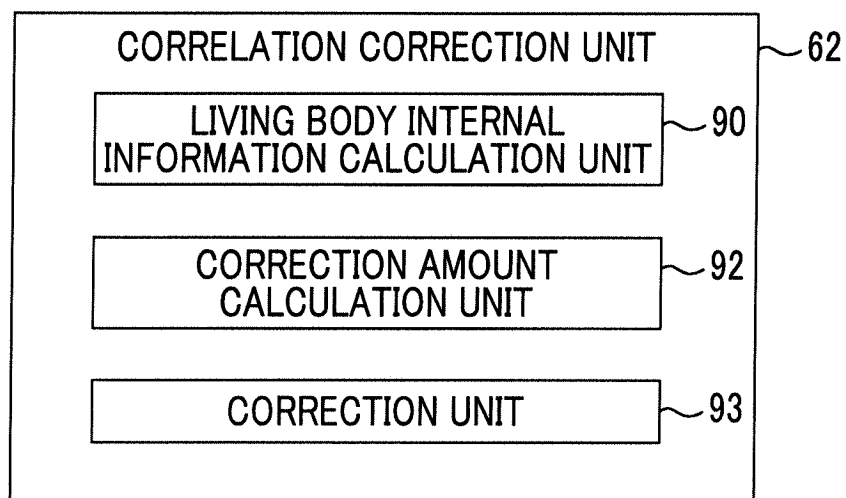 CORRELATION CORRECTION UNIT 62
LIVING BODY INTERNAL 90
INFORMATION CALCULATION UNIT
CORRECTION AMOUNT 92
CALCULATION UNIT
CORRECTION UNIT 93